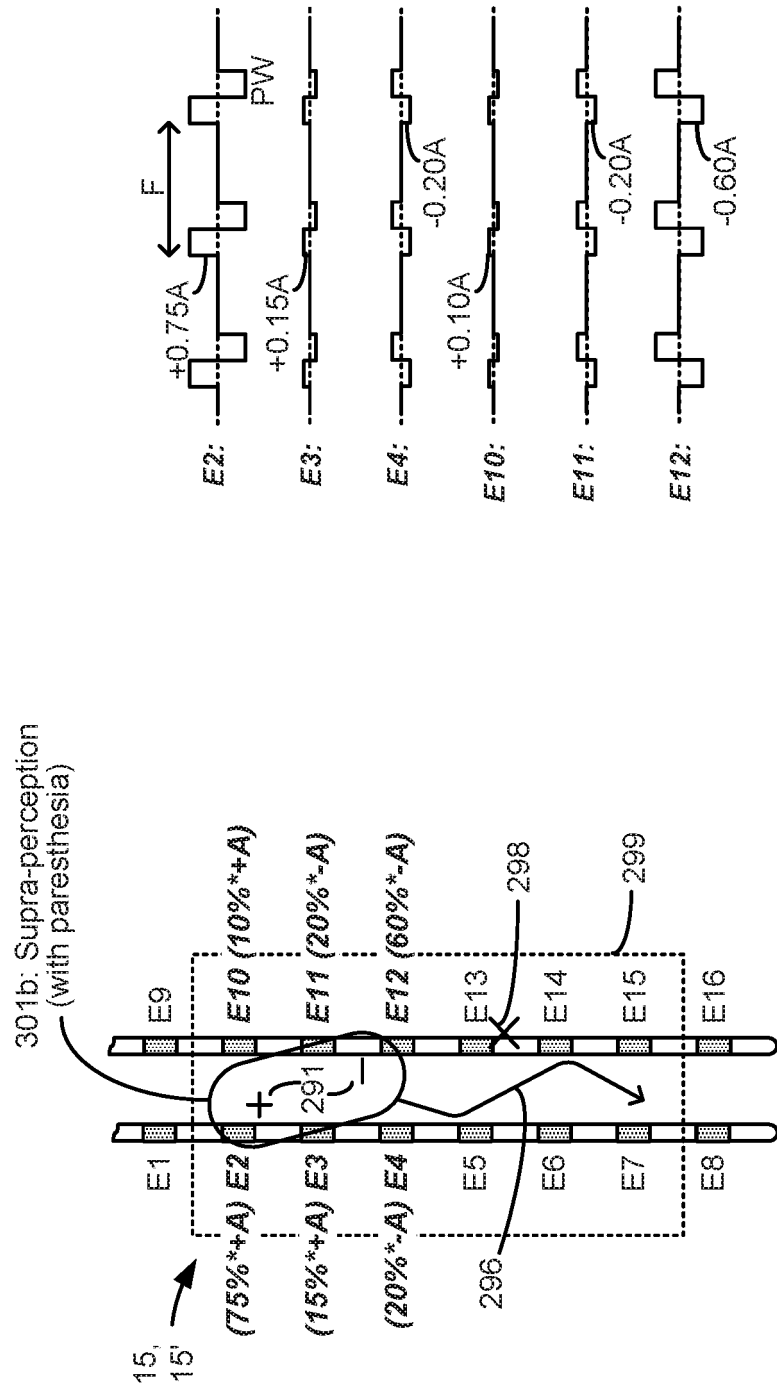 15,
15'
301b: Supra-perception
(with paresthesia)
E1
E9
(75%*+A) E2
E10 (10%*+A)
(15%*+A) E3
E11 (20%*-A)
(20%*-A) E4
E12 (60%*-A)
+
291
–
E5
E13
E6
E14
E7
E15
E8
E16
296
298
299
E2:
+0.75A
F
PW
E3:
+0.15A
E4:
-0.20A
E10:
+0.10A
E11:
-0.20A
E12:
-0.60A